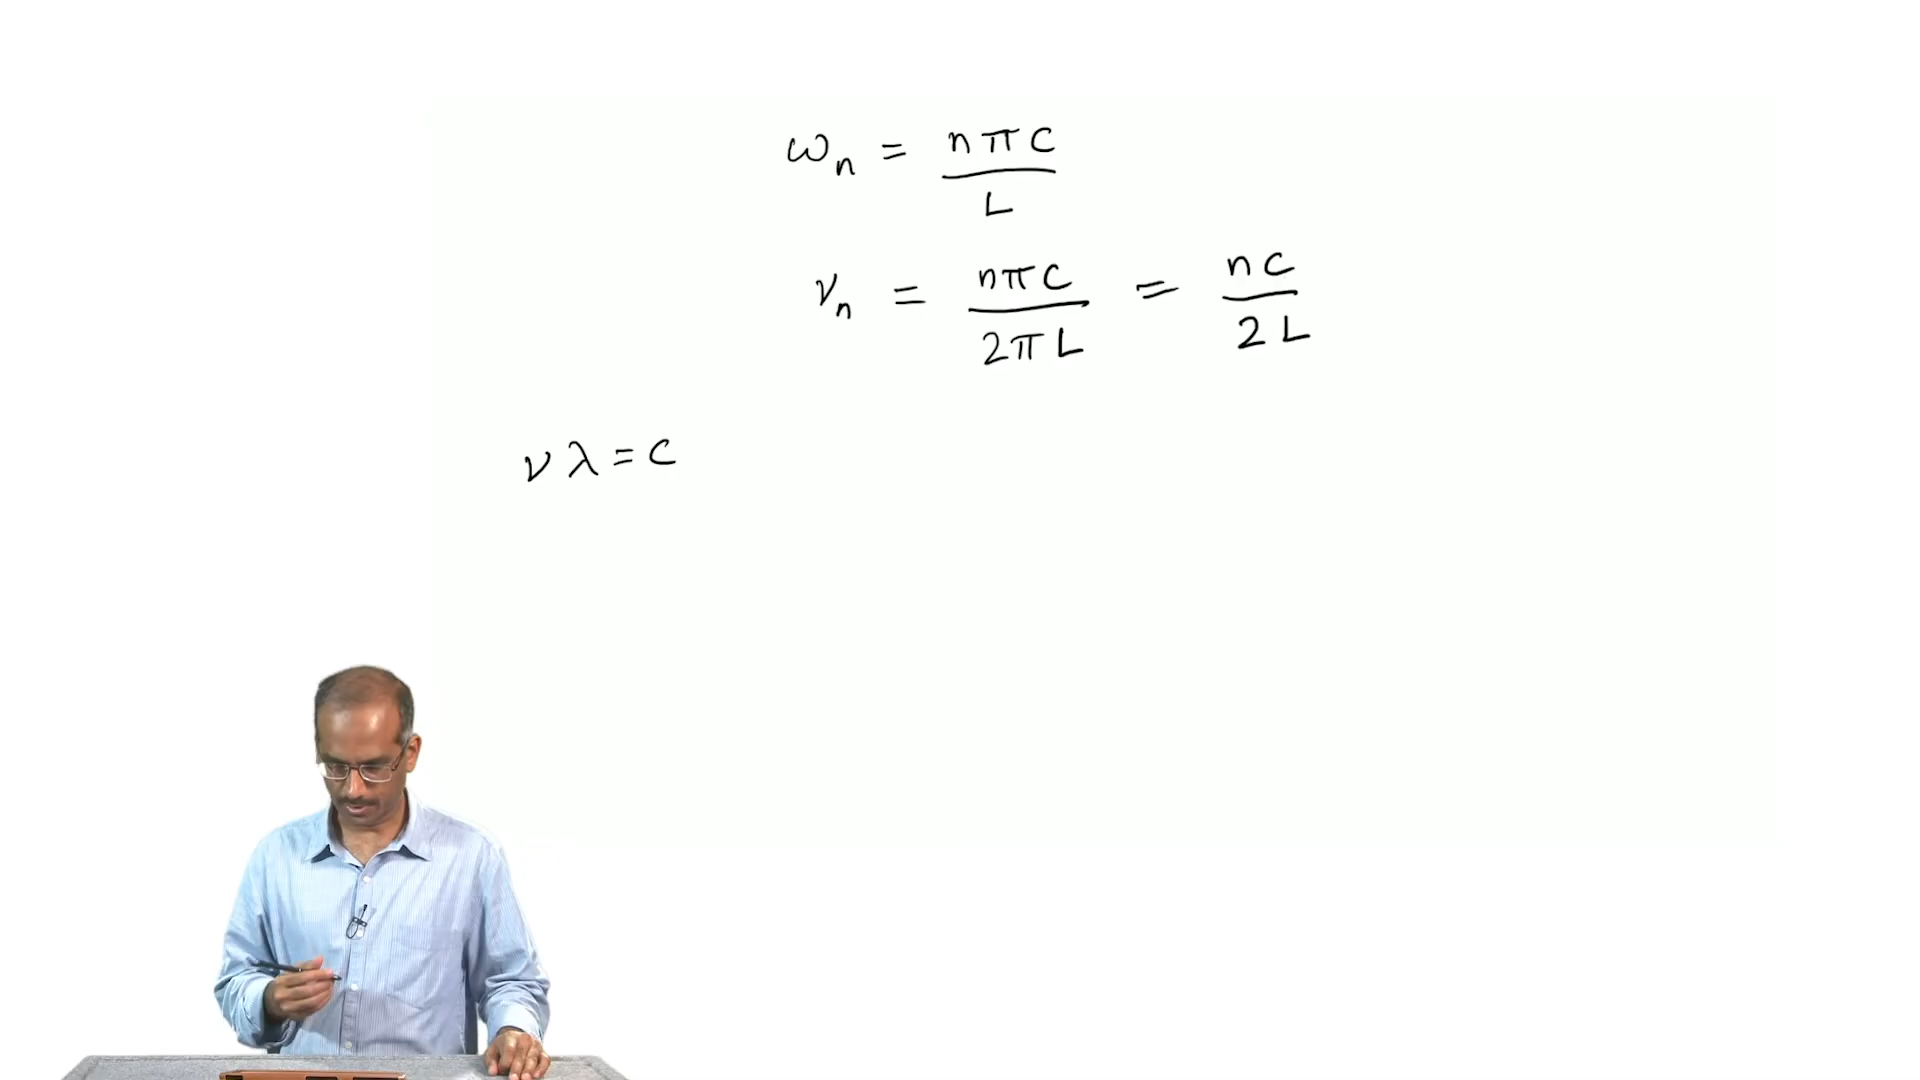 ωₙ = nπc / L
νₙ = nπc / 2πL = nc / 2L
νλ = c